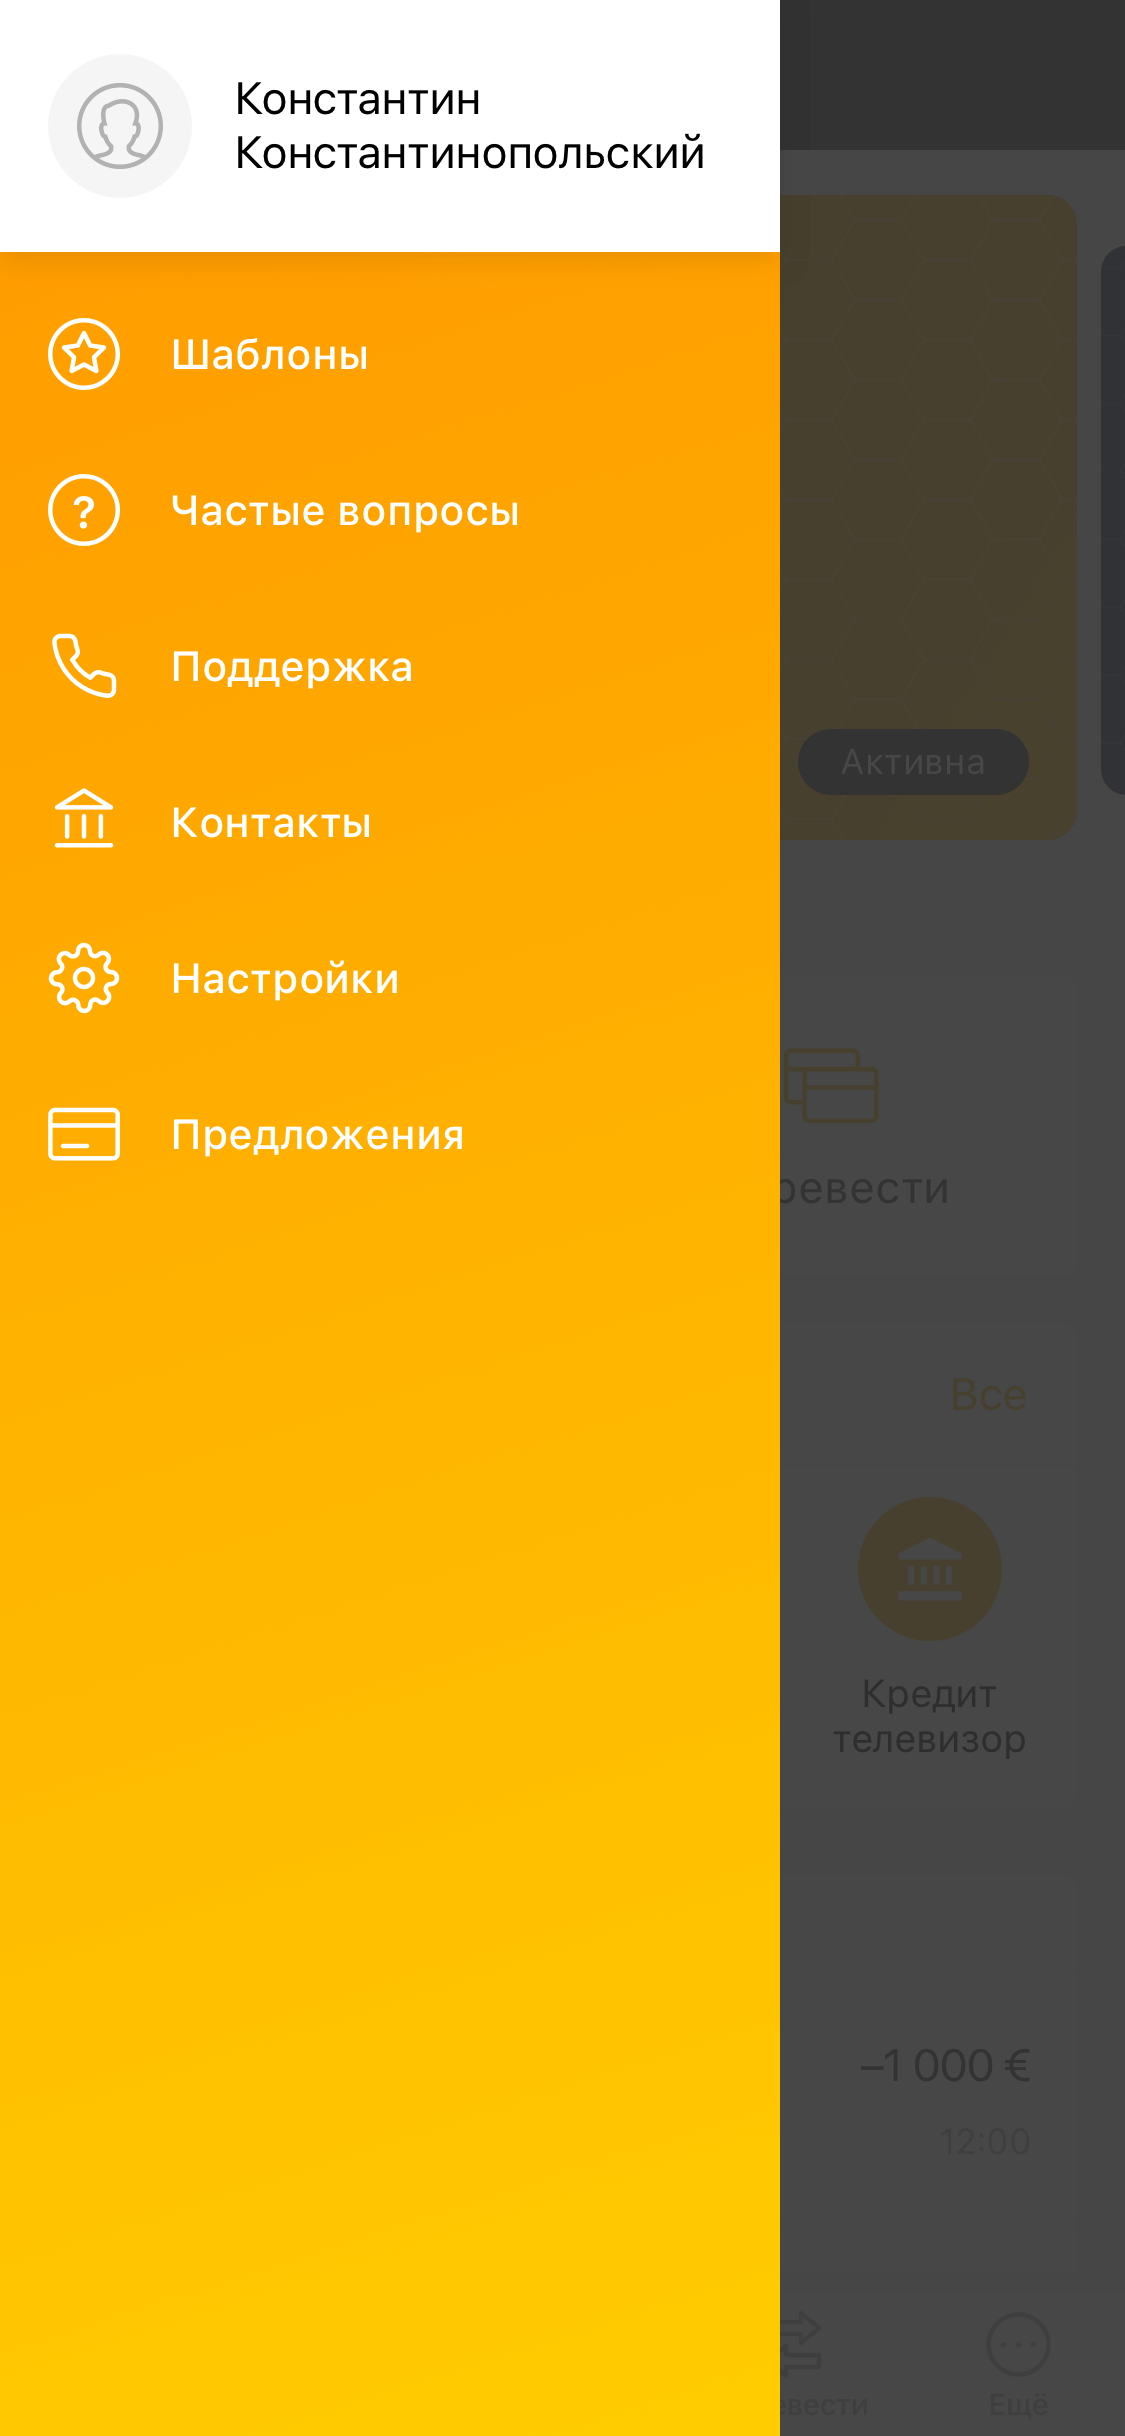 Константин
Константинопольский
Шаблоны
Частые вопросы
Поддержка
Контакты
Настройки
Предложения
Активна
ревести
Все
Кредит
телевизор
–1 000 €
12:00
вести
Ещё